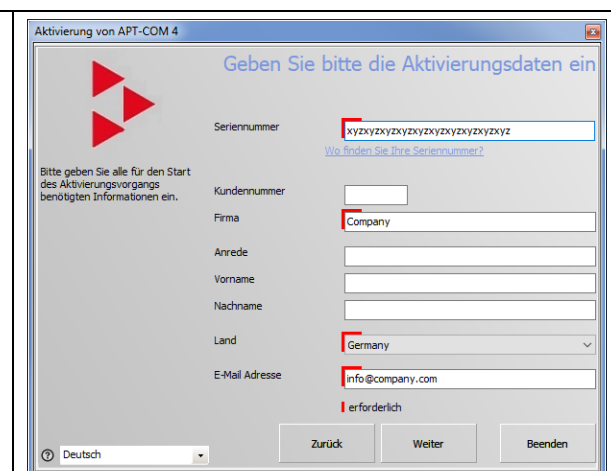 Aktivierung von APT-COM 4
Geben Sie bitte die Aktivierungsdaten ein
Seriennummer
xyzxyzxyzxyzxyzxyzxyzxyzxyzxyz
Wo finden Sie Ihre Seriennummer?
Bitte geben Sie alle für den Start
des Aktivierungsvorgangs
benötigten Informationen ein.
Kundennummer
Firma
Company
Anrede
Vorname
Nachname
Land
Germany
E-Mail Adresse
info@company.com
erforderlich
Deutsch
Zurück
Weiter
Beenden